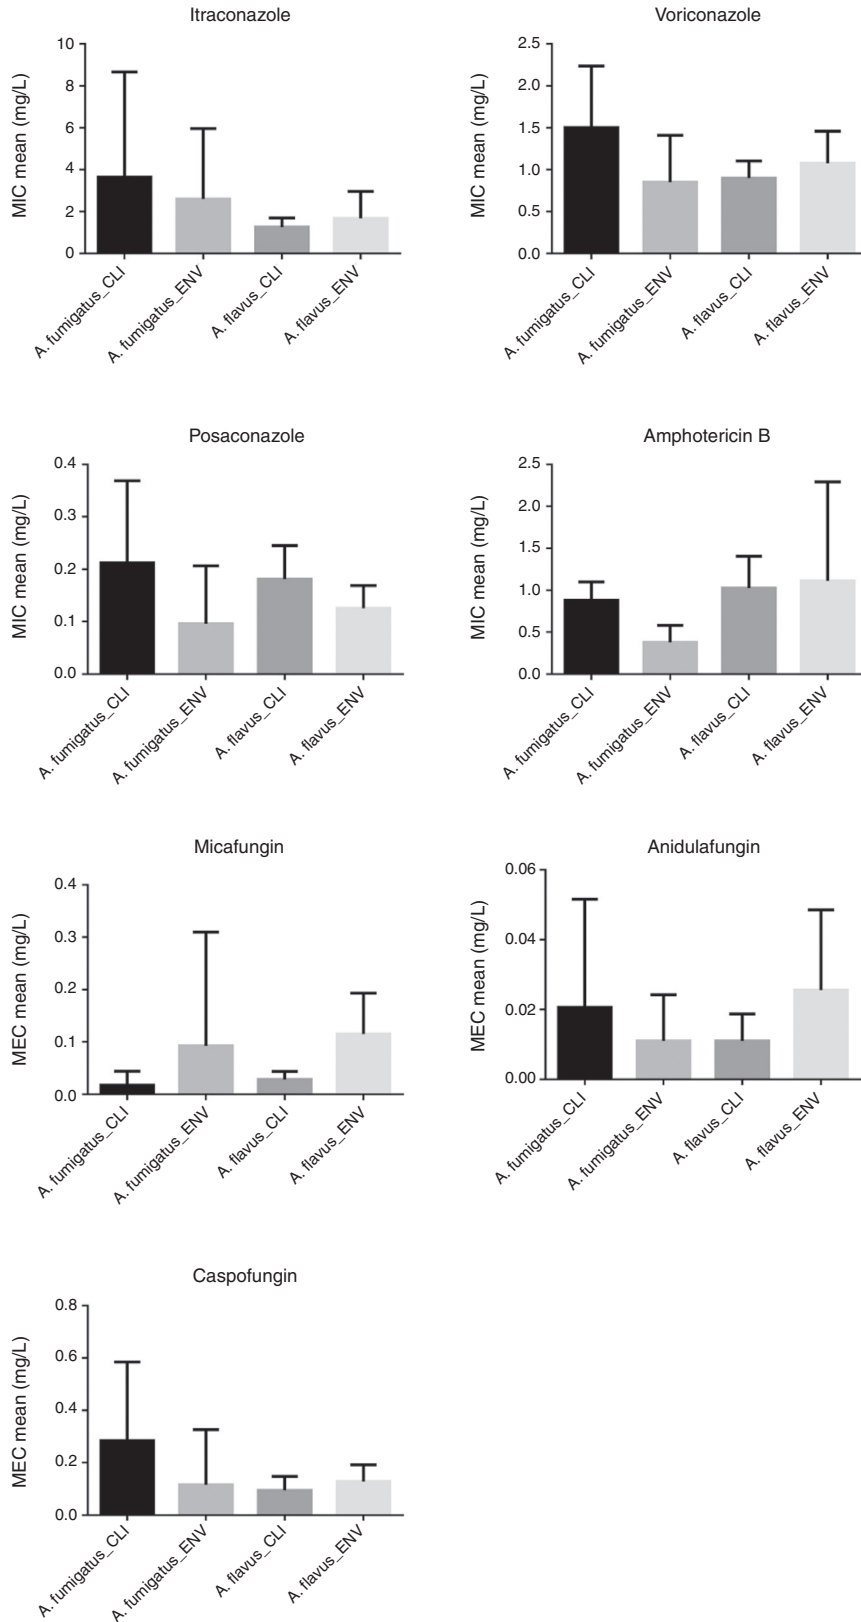 Itraconazole
MIC mean (mg/L)
10
8
6
4
2
0
A. fumigatus_CLI
A. fumigatus_ENV
A. flavus_CLI
A. flavus_ENV
Voriconazole
MIC mean (mg/L)
2.5
2.0
1.5
1.0
0.5
0.0
A. fumigatus_CLI
A. fumigatus_ENV
A. flavus_CLI
A. flavus_ENV
Posaconazole
MIC mean (mg/L)
0.4
0.3
0.2
0.1
0.0
A. fumigatus_CLI
A. fumigatus_ENV
A. flavus_CLI
A. flavus_ENV
Amphotericin B
MIC mean (mg/L)
2.5
2.0
1.5
1.0
0.5
0.0
A. fumigatus_CLI
A. fumigatus_ENV
A. flavus_CLI
A. flavus_ENV
Micafungin
MEC mean (mg/L)
0.4
0.3
0.2
0.1
0.0
A. fumigatus_CLI
A. fumigatus_ENV
A. flavus_CLI
A. flavus_ENV
Anidulafungin
MEC mean (mg/L)
0.06
0.04
0.02
0.00
A. fumigatus_CLI
A. fumigatus_ENV
A. flavus_CLI
A. flavus_ENV
Caspofungin
MEC mean (mg/L)
0.8
0.6
0.4
0.2
0.0
A. fumigatus_CLI
A. fumigatus_ENV
A. flavus_CLI
A. flavus_ENV